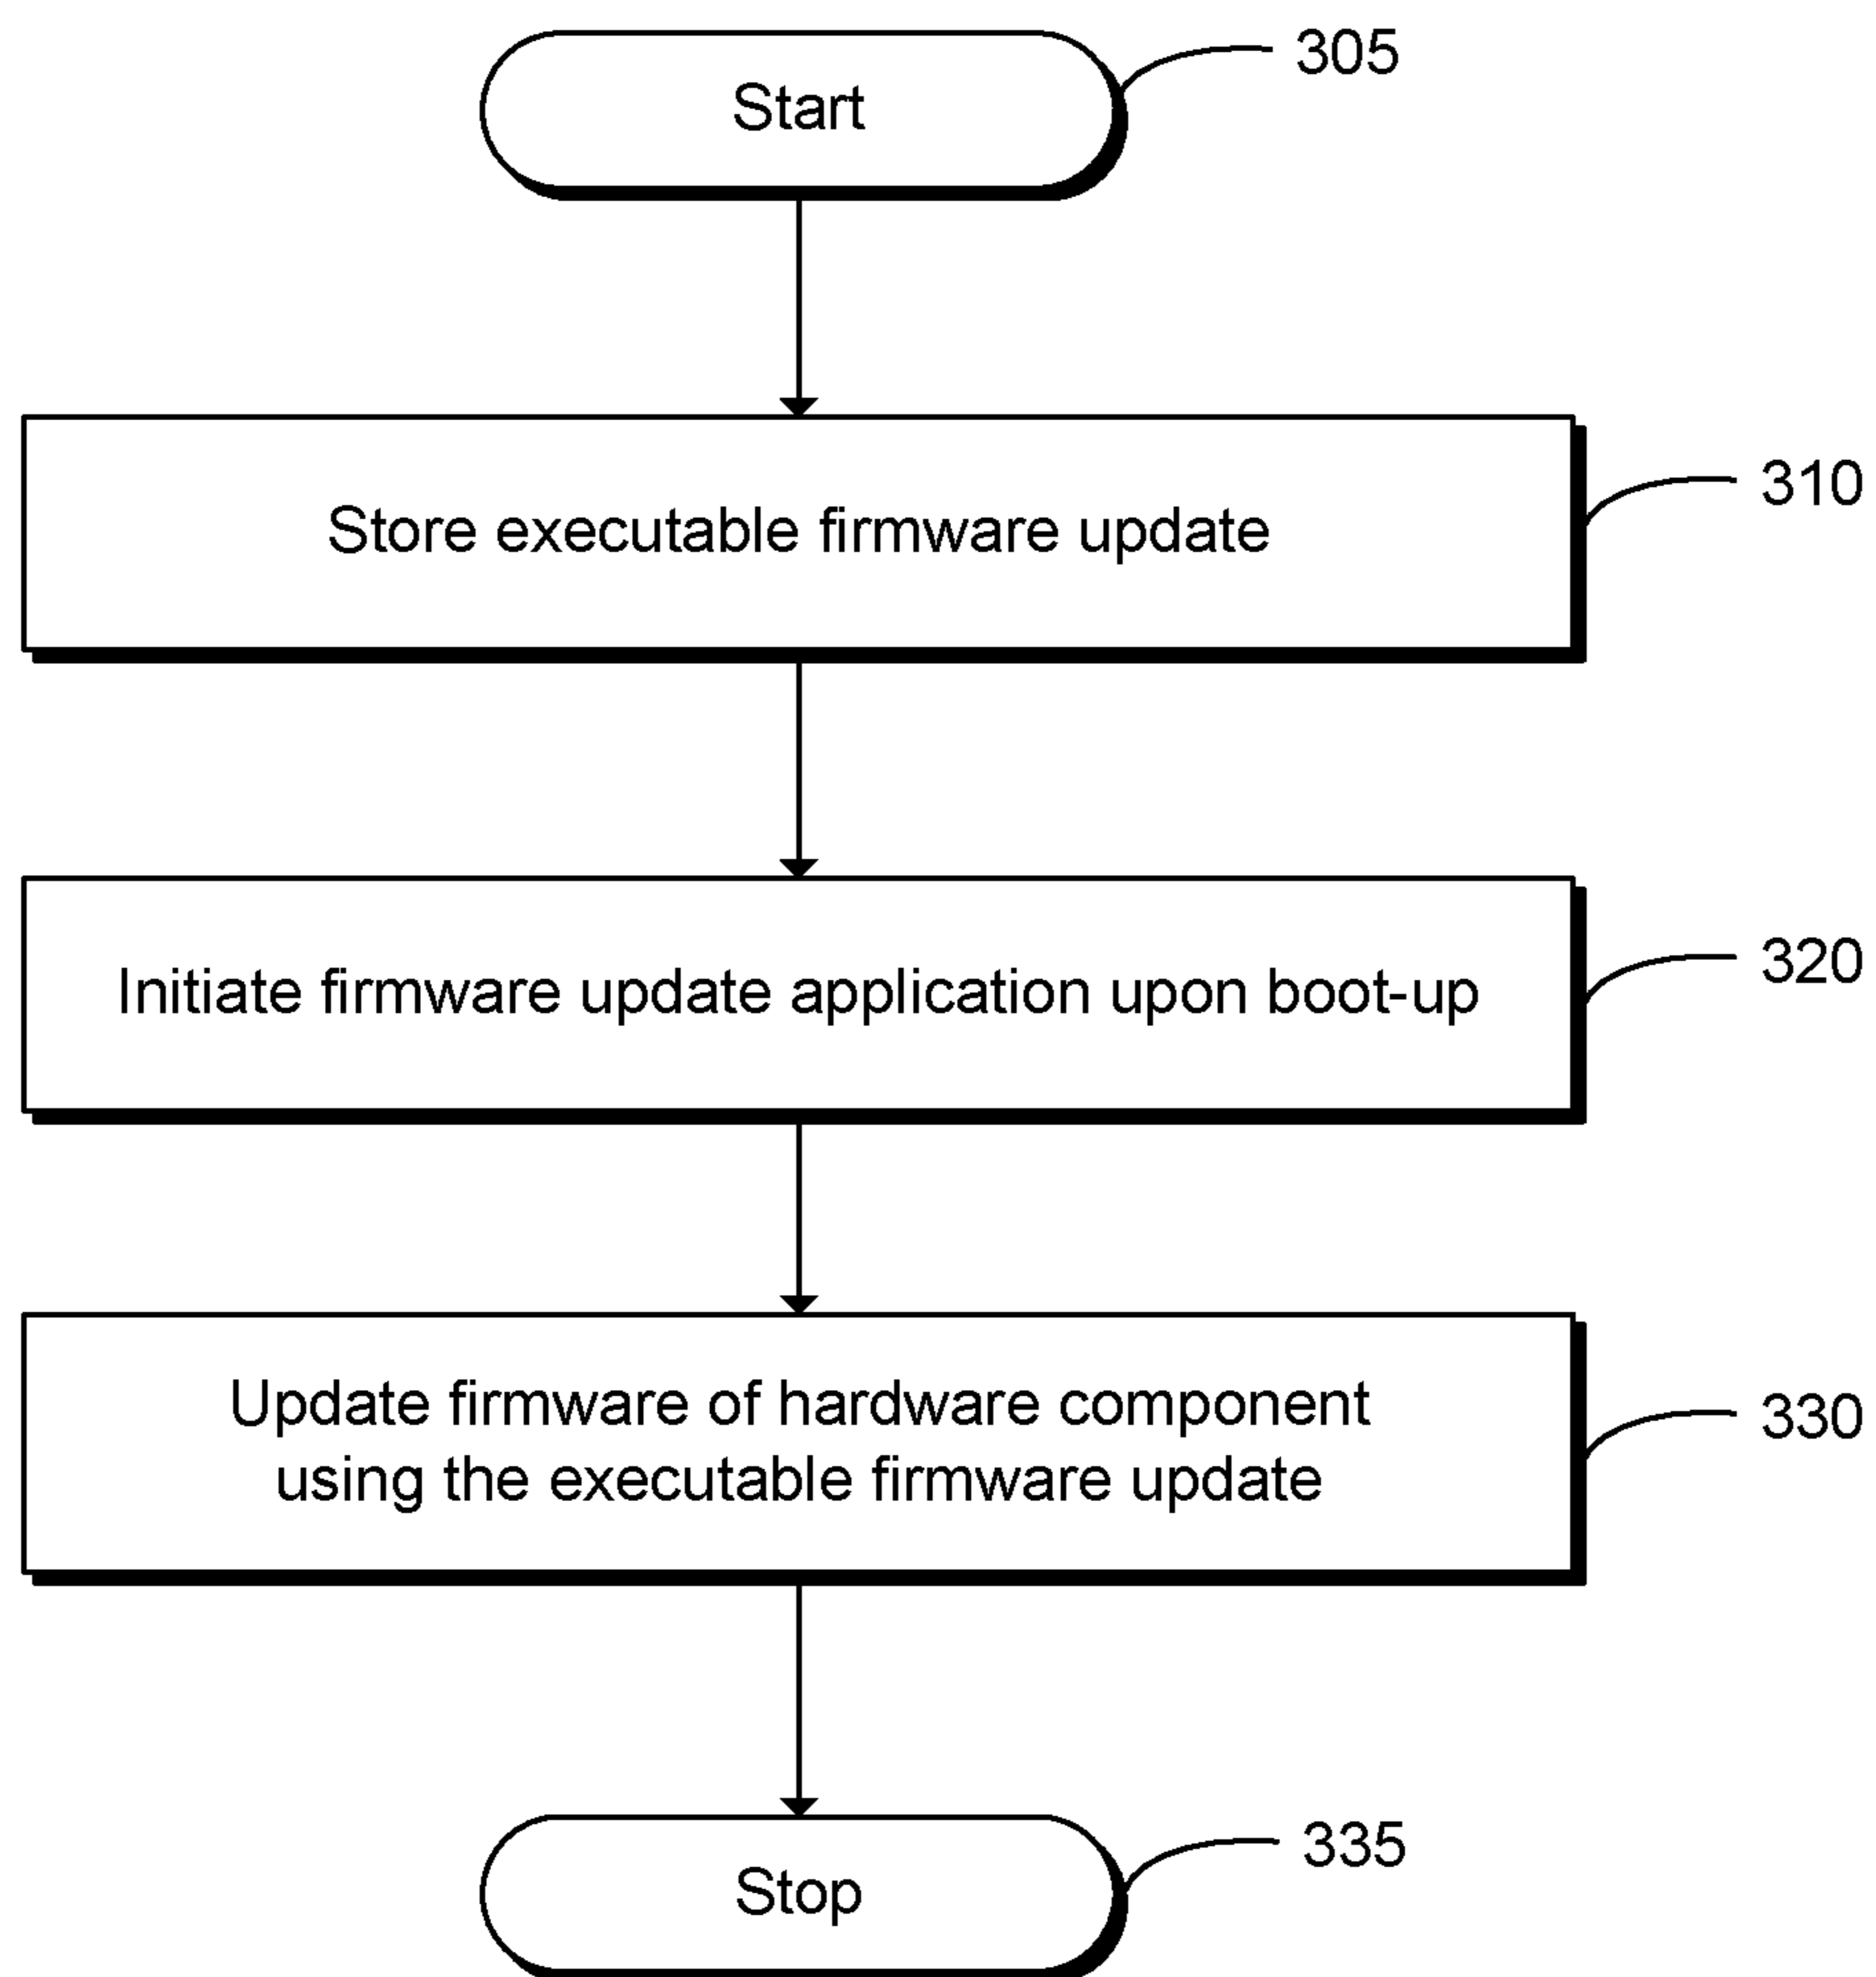 Start
305
Store executable firmware update
310
Initiate firmware update application upon boot-up
320
Update firmware of hardware component
using the executable firmware update
330
Stop
335